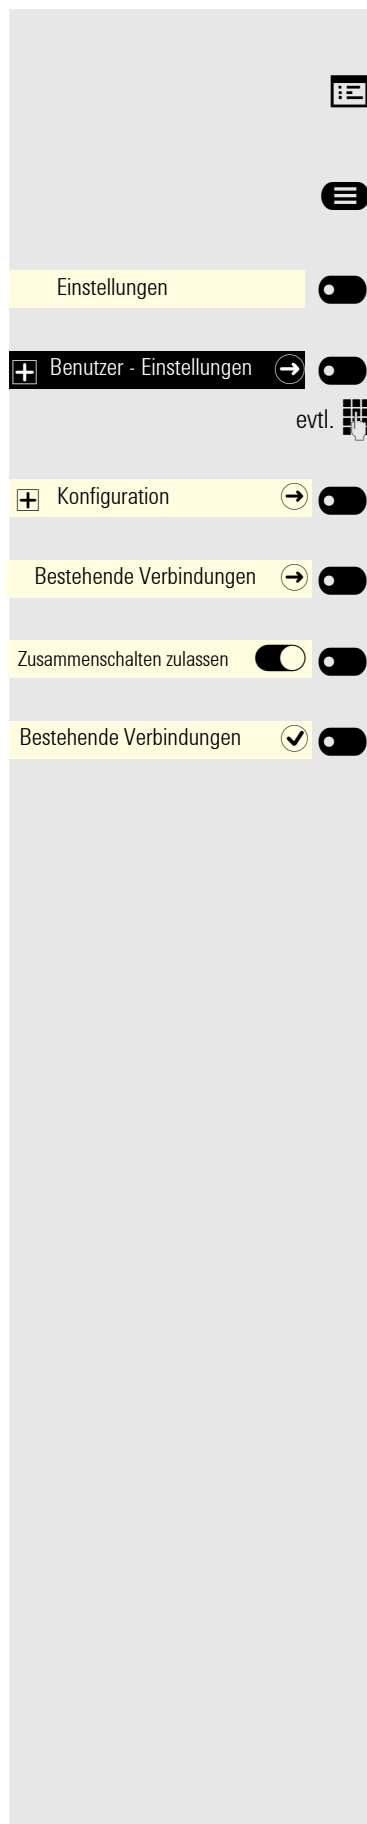 Einstellungen
Benutzer - Einstellungen
evtl.
Konfiguration
Bestehende Verbindungen
Zusammenschalten zulassen
Bestehende Verbindungen